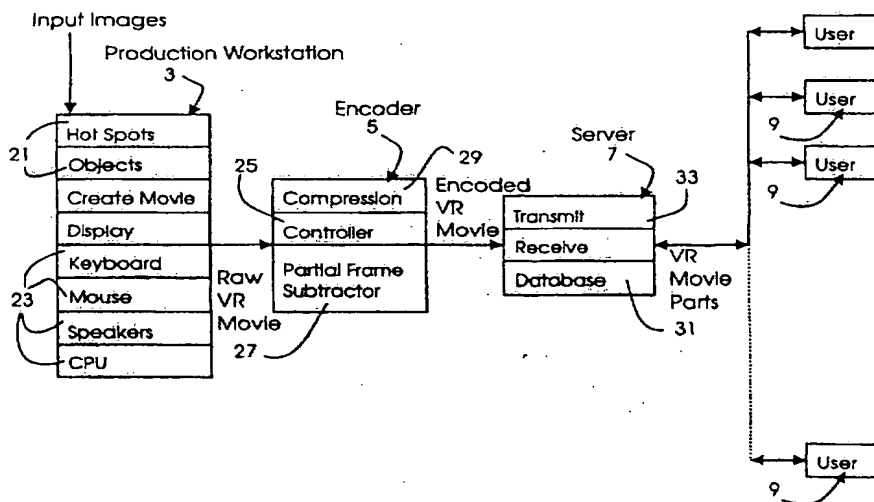 Input Images
Production Workstation
3
Hot Spots
21
Objects
Create Movie
Display
Keyboard
23
Mouse
Speakers
CPU
Raw
VR
Movie
Encoder
5
29
25
Compression
Controller
Partial Frame
Subtractor
27
Encoded
VR
Movie
Server
7
33
Transmit
Receive
Database
31
VR
Movie
Parts
User
User
9
User
9
User
9